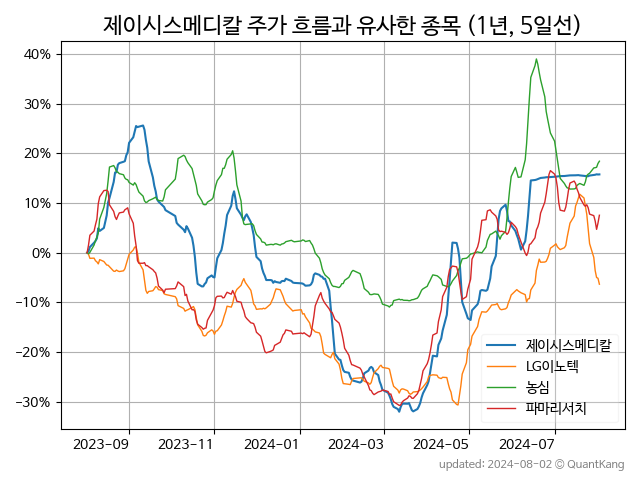 제이시스메디칼 주가 흐름과 유사한 종목 (1년, 5일선)
40%
30%
20%
10%
0%
−10%
−20%
−30%
제이시스메디칼
LG이노텍
농심
파마리서치
2023-09 2023-11 2024-01 2024-03 2024-05 2024-07
updated: 2024-08-02 © QuantKang